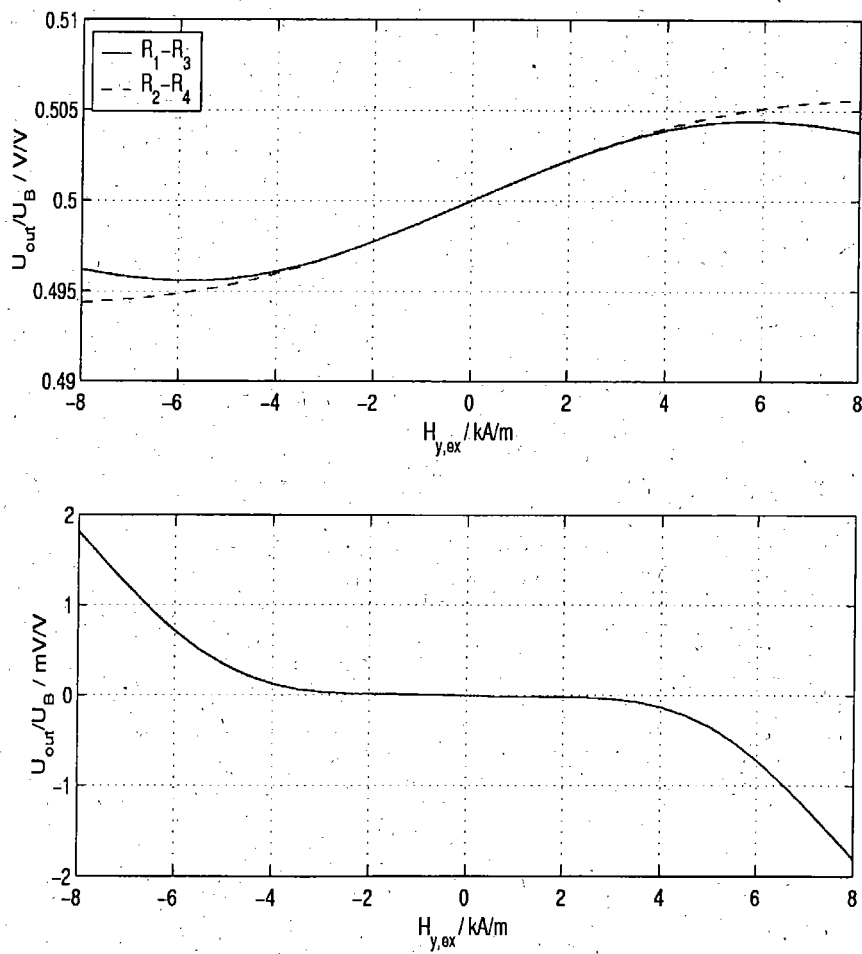 0.51
R1–R3
R2–R4
0.505
0.5
0.495
0.49
Uout/UB / V/V
−8 −6 −4 −2 0 2 4 6 8
Hy,ex / kA/m
2
1
0
−1
−2
Uout/UB / mV/V
−8 −6 −4 −2 0 2 4 6 8
Hy,ex / kA/m